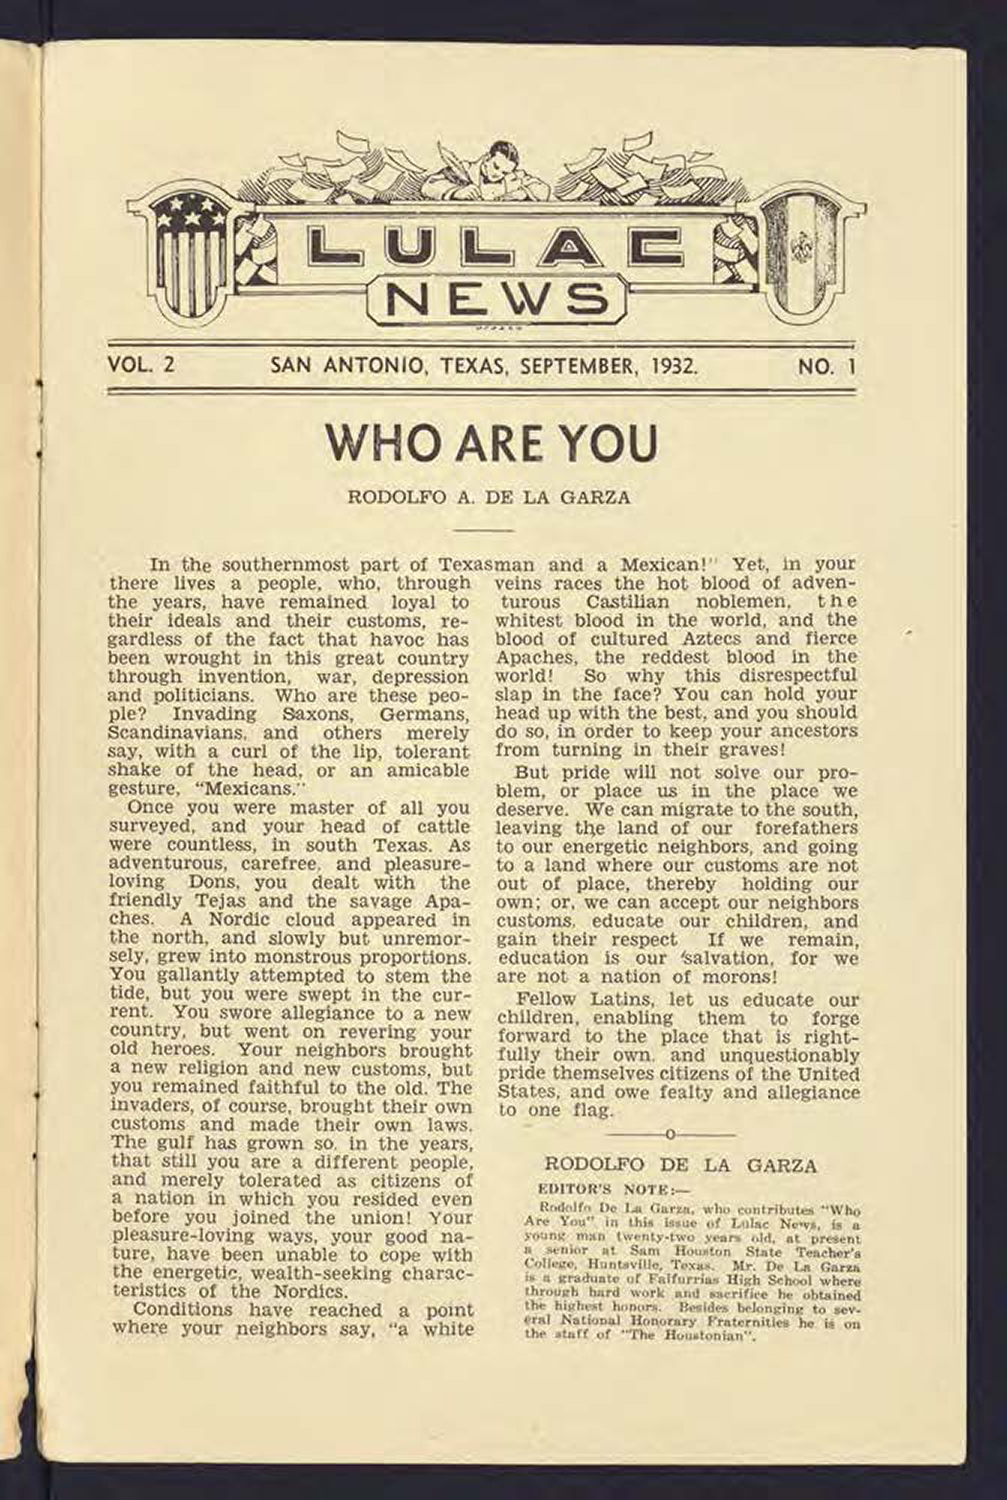 LULAC
NEWS
VOL. 2 SAN ANTONIO, TEXAS, SEPTEMBER, 1932. NO. 1
WHO ARE YOU
RODOLFO A. DE LA GARZA
In the southernmost part of Texas
there lives a people, who, through
the years, have remained loyal to
their ideals and their customs, re-
gardless of the fact that havoc has
been wrought in this great country
through invention, war, depression
and politicians. Who are these peo-
ple? Invading Saxons, Germans,
Scandinavians, and others merely
say, with a curl of the lip, tolerant
shake of the head, or an amicable
gesture, "Mexicans."
Once you were master of all you
surveyed, and your head of cattle
were countless, in south Texas. As
adventurous, carefree, and pleasure-
loving Dons, you dealt with the
friendly Tejas and the savage Apa-
ches. A Nordic cloud appeared in
the north, and slowly but unremor-
sely, grew into monstrous proportions.
You gallantly attempted to stem the
tide, but you were swept in the cur-
rent. You swore allegiance to a new
country, but went on revering your
old heroes. Your neighbors brought
a new religion and new customs, but
you remained faithful to the old. The
invaders, of course, brought their own
customs and made their own laws.
The gulf has grown so, in the years,
that still you are a different people,
and merely tolerated as citizens of
a nation in which you resided even
before you joined the union! Your
pleasure-loving ways, your good na-
ture, have been unable to cope with
the energetic, wealth-seeking charac-
teristics of the Nordics.
Conditions have reached a point
where your neighbors say, "a white
man and a Mexican!" Yet, in your
veins races the hot blood of adven-
turous Castilian noblemen, the
whitest blood in the world, and the
blood of cultured Aztecs and fierce
Apaches, the reddest blood in the
world! So why this disrespectful
slap in the face? You can hold your
head up with the best, and you should
do so, in order to keep your ancestors
from turning in their graves!
But pride will not solve our pro-
blem, or place us in the place we
deserve. We can migrate to the south,
leaving the land of our forefathers
to our energetic neighbors, and going
to a land where our customs are not
out of place, thereby holding our
own; or, we can accept our neighbors
customs, educate our children, and
gain their respect If we remain,
education is our salvation, for we
are not a nation of morons!
Fellow Latins, let us educate our
children, enabling them to forge
forward to the place that is right-
fully their own, and unquestionably
pride themselves citizens of the United
States, and owe fealty and allegiance
to one flag.
o
RODOLFO DE LA GARZA
EDITOR'S NOTE:—
Rodolfo De La Garza, who contributes "Who
Are You" in this issue of Lulac News, is a
young man twenty-two years old, at present
a senior at Sam Houston State Teacher's
College, Huntsville, Texas. Mr. De La Garza
is a graduate of Falfurrias High School where
through hard work and sacrifice he obtained
the highest honors. Besides belonging to sev-
eral National Honorary Fraternities he is on
the staff of "The Houstonian".